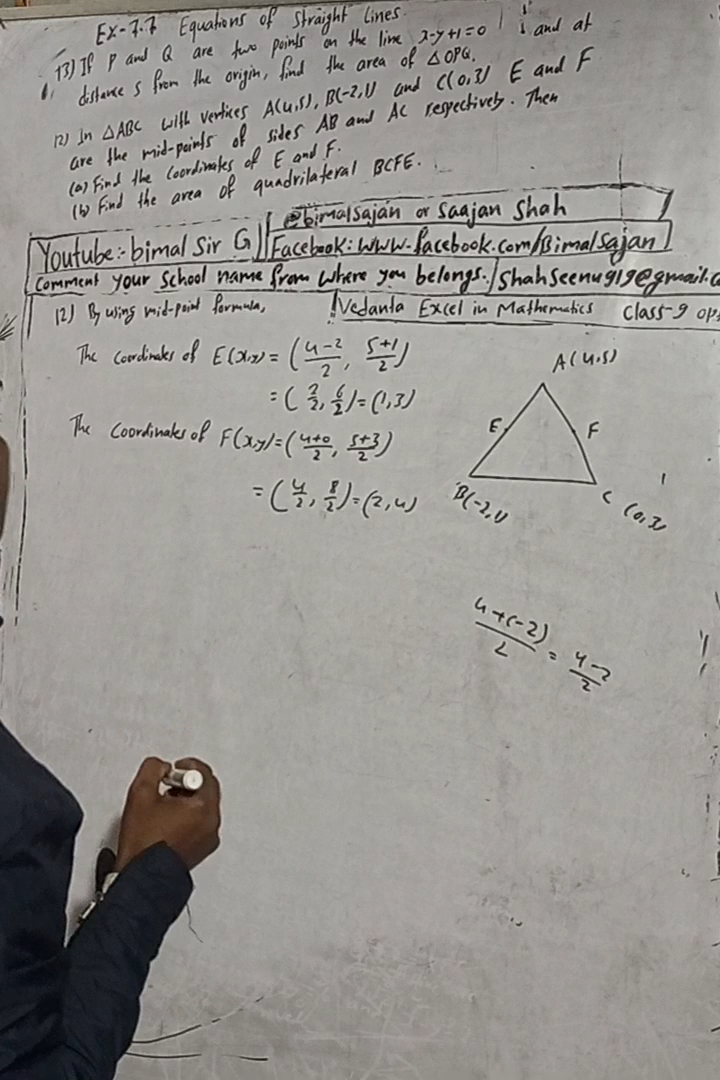 Ex-7.7 Equations of Straight Lines.
13) If P and Q are two points on the line x-y+1=0 and at
distance 5 from the origin, find the area of △OPQ.
12) In △ABC with vertices A(4,5), B(-2,1) and C(0,3) E and F
are the mid-points of sides AB and AC respectively. Then
(a) Find the coordinates of E and F.
(b) Find the area of quadrilateral BCFE.
@bimalsajan or Saajan Shah
Youtube:- bimal Sir G Facebook: www.facebook.com/Bimalsajan
Comment your School name from where you belongs. shahseenu919@gmail.c
12) By using mid-point formula, Vedanta Excel in Mathematics Class-9 op
The Coordinates of E(x,y) = (4-2/2, 5+1/2)
= (2/2, 6/2) = (1,3)
The Coordinates of F(x,y) = (4+0/2, 5+3/2)
= (4/2, 8/2) = (2,4)
A(4,5)
E F
B(-2,1) C (0,3)
4+(-2)/2 = 4-2/2